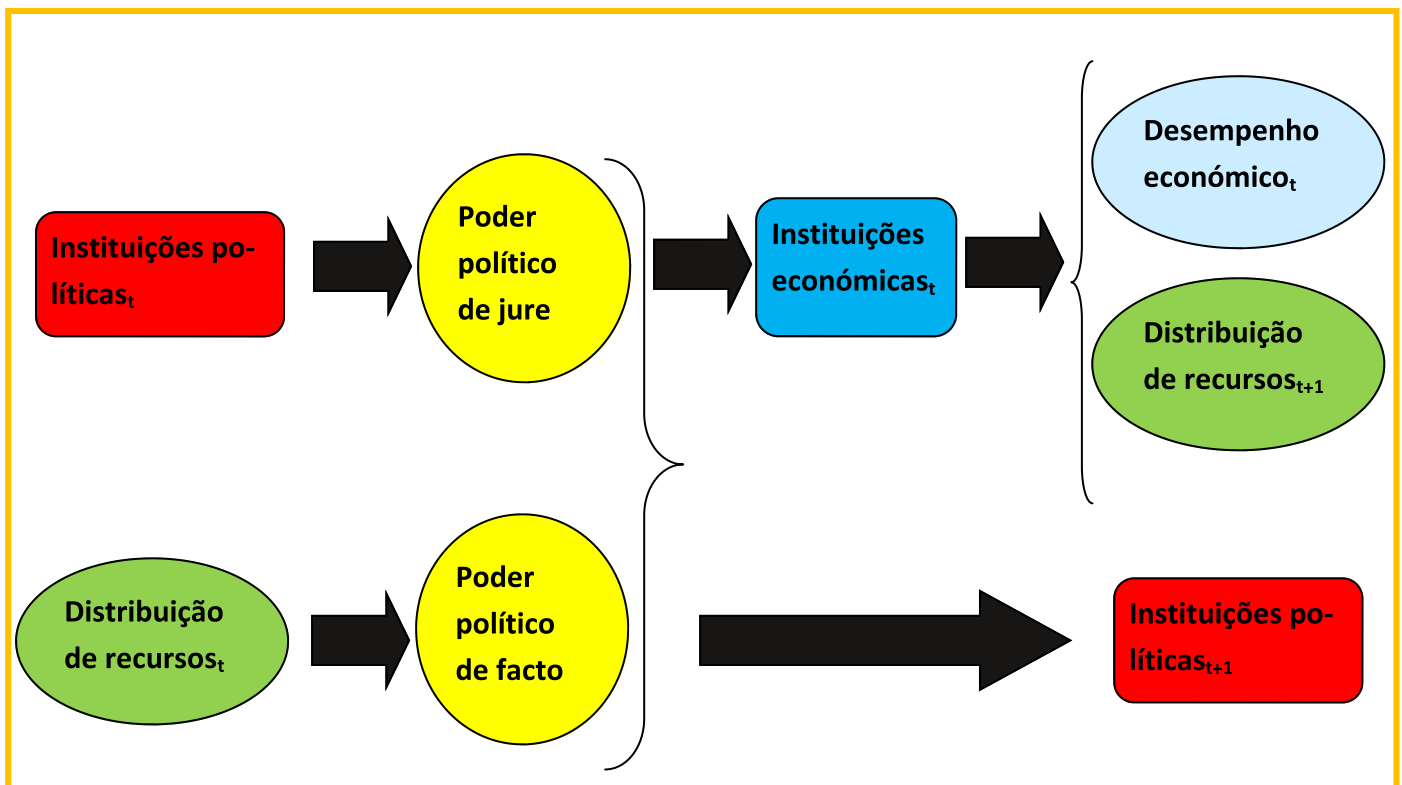 Instituições po-
líticast
Poder
político
de jure
Instituições
económicast
Desempenho
económicot
Distribuição
de recursost+1
Distribuição
de recursost
Poder
político
de facto
Instituições po-
líticast+1